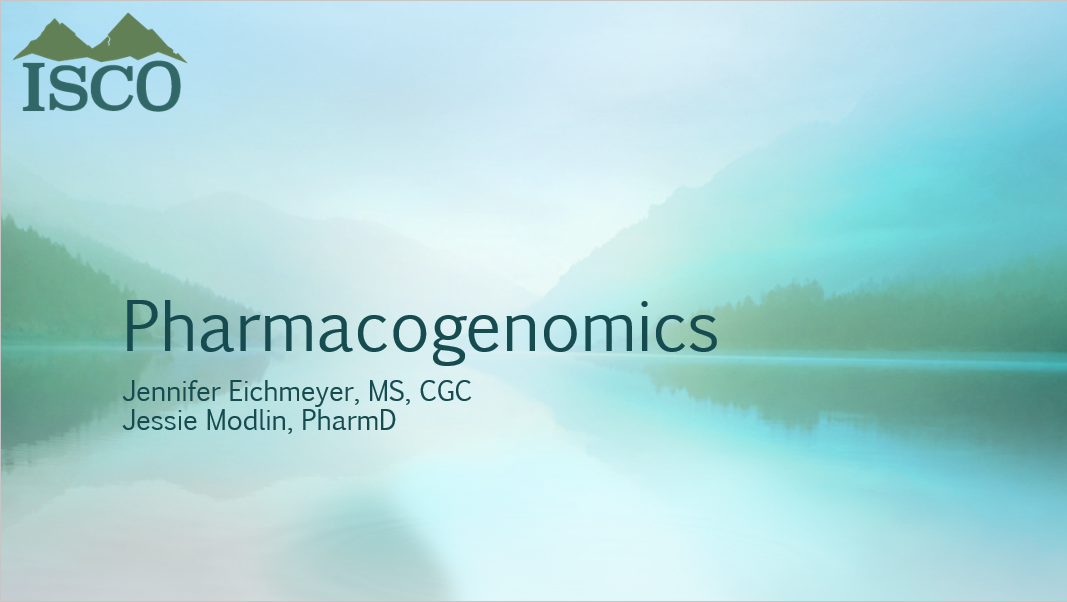 ISCO
Pharmacogenomics
Jennifer Eichmeyer, MS, CGC
Jessie Modlin, PharmD